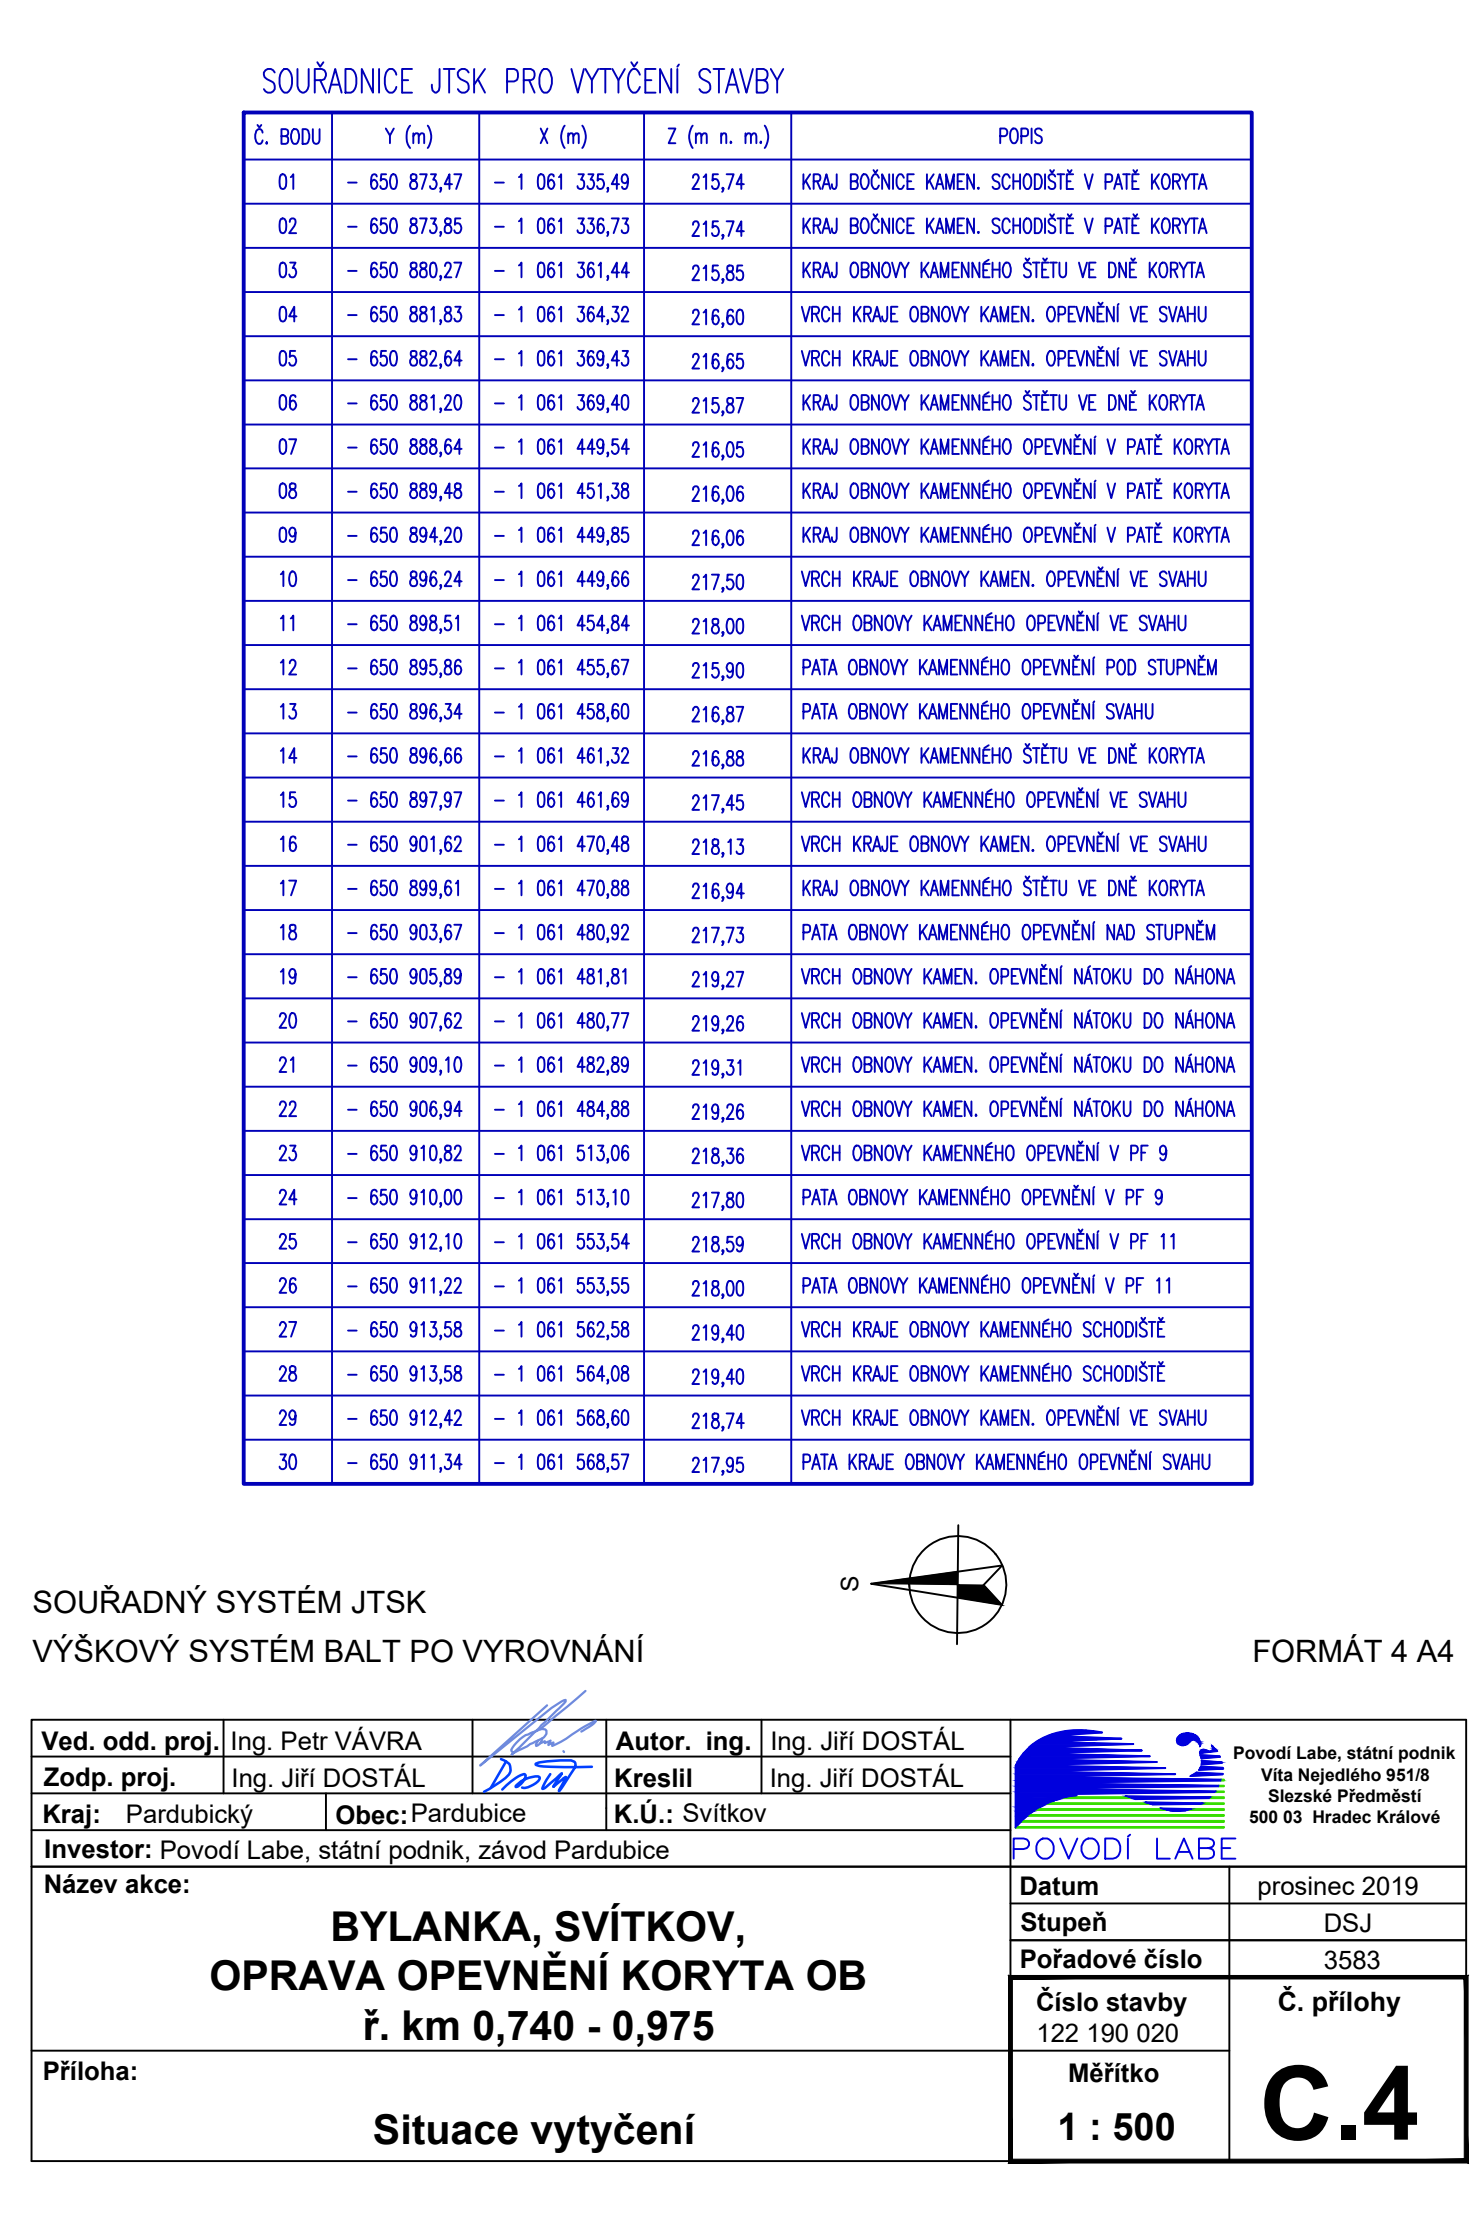 SOUŘADNICE JTSK PRO VYTYČENÍ STAVBY
Č. BODU Y (m) X (m) Z (m n. m.) POPIS
01 - 650 873,47 - 1 061 335,49 215,74 KRAJ BOČNICE KAMEN. SCHODIŠTĚ V PATĚ KORYTA
02 - 650 873,85 - 1 061 336,73 215,74 KRAJ BOČNICE KAMEN. SCHODIŠTĚ V PATĚ KORYTA
03 - 650 880,27 - 1 061 361,44 215,85 KRAJ OBNOVY KAMENNÉHO ŠTĚTU VE DNĚ KORYTA
04 - 650 881,83 - 1 061 364,32 216,60 VRCH KRAJE OBNOVY KAMEN. OPEVNĚNÍ VE SVAHU
05 - 650 882,64 - 1 061 369,43 216,65 VRCH KRAJE OBNOVY KAMEN. OPEVNĚNÍ VE SVAHU
06 - 650 881,20 - 1 061 369,40 215,87 KRAJ OBNOVY KAMENNÉHO ŠTĚTU VE DNĚ KORYTA
07 - 650 888,64 - 1 061 449,54 216,05 KRAJ OBNOVY KAMENNÉHO OPEVNĚNÍ V PATĚ KORYTA
08 - 650 889,48 - 1 061 451,38 216,06 KRAJ OBNOVY KAMENNÉHO OPEVNĚNÍ V PATĚ KORYTA
09 - 650 894,20 - 1 061 449,85 216,06 KRAJ OBNOVY KAMENNÉHO OPEVNĚNÍ V PATĚ KORYTA
10 - 650 896,24 - 1 061 449,66 217,50 VRCH KRAJE OBNOVY KAMEN. OPEVNĚNÍ VE SVAHU
11 - 650 898,51 - 1 061 454,84 218,00 VRCH OBNOVY KAMENNÉHO OPEVNĚNÍ VE SVAHU
12 - 650 895,86 - 1 061 455,67 215,90 PATA OBNOVY KAMENNÉHO OPEVNĚNÍ POD STUPNĚM
13 - 650 896,34 - 1 061 458,60 216,87 PATA OBNOVY KAMENNÉHO OPEVNĚNÍ SVAHU
14 - 650 896,66 - 1 061 461,32 216,88 KRAJ OBNOVY KAMENNÉHO ŠTĚTU VE DNĚ KORYTA
15 - 650 897,97 - 1 061 461,69 217,45 VRCH OBNOVY KAMENNÉHO OPEVNĚNÍ VE SVAHU
16 - 650 901,62 - 1 061 470,48 218,13 VRCH KRAJE OBNOVY KAMEN. OPEVNĚNÍ VE SVAHU
17 - 650 899,61 - 1 061 470,88 216,94 KRAJ OBNOVY KAMENNÉHO ŠTĚTU VE DNĚ KORYTA
18 - 650 903,67 - 1 061 480,92 217,73 PATA OBNOVY KAMENNÉHO OPEVNĚNÍ NAD STUPNĚM
19 - 650 905,89 - 1 061 481,81 219,27 VRCH OBNOVY KAMEN. OPEVNĚNÍ NÁTOKU DO NÁHONA
20 - 650 907,62 - 1 061 480,77 219,26 VRCH OBNOVY KAMEN. OPEVNĚNÍ NÁTOKU DO NÁHONA
21 - 650 909,10 - 1 061 482,89 219,31 VRCH OBNOVY KAMEN. OPEVNĚNÍ NÁTOKU DO NÁHONA
22 - 650 906,94 - 1 061 484,88 219,26 VRCH OBNOVY KAMEN. OPEVNĚNÍ NÁTOKU DO NÁHONA
23 - 650 910,82 - 1 061 513,06 218,36 VRCH OBNOVY KAMENNÉHO OPEVNĚNÍ V PF 9
24 - 650 910,00 - 1 061 513,10 217,80 PATA OBNOVY KAMENNÉHO OPEVNĚNÍ V PF 9
25 - 650 912,10 - 1 061 553,54 218,59 VRCH OBNOVY KAMENNÉHO OPEVNĚNÍ V PF 11
26 - 650 911,22 - 1 061 553,55 218,00 PATA OBNOVY KAMENNÉHO OPEVNĚNÍ V PF 11
27 - 650 913,58 - 1 061 562,58 219,40 VRCH KRAJE OBNOVY KAMENNÉHO SCHODIŠTĚ
28 - 650 913,58 - 1 061 564,08 219,40 VRCH KRAJE OBNOVY KAMENNÉHO SCHODIŠTĚ
29 - 650 912,42 - 1 061 568,60 218,74 VRCH KRAJE OBNOVY KAMEN. OPEVNĚNÍ VE SVAHU
30 - 650 911,34 - 1 061 568,57 217,95 PATA KRAJE OBNOVY KAMENNÉHO OPEVNĚNÍ SVAHU
S
SOUŘADNÝ SYSTÉM JTSK
VÝŠKOVÝ SYSTÉM BALT PO VYROVNÁNÍ
FORMÁT 4 A4
Ved. odd. proj. Ing. Petr VÁVRA Autor. ing. Ing. Jiří DOSTÁL
Zodp. proj. Ing. Jiří DOSTÁL Kreslil Ing. Jiří DOSTÁL
Kraj: Pardubický Obec: Pardubice K.Ú.: Svítkov
Investor: Povodí Labe, státní podnik, závod Pardubice
POVODÍ LABE
Povodí Labe, státní podnik
Víta Nejedlého 951/8
Slezské Předměstí
500 03 Hradec Králové
Název akce:
BYLANKA, SVÍTKOV,
OPRAVA OPEVNĚNÍ KORYTA OB
ř. km 0,740 - 0,975
Datum prosinec 2019
Stupeň DSJ
Pořadové číslo 3583
Číslo stavby
122 190 020
Č. přílohy
C.4
Měřítko
1 : 500
Příloha:
Situace vytyčení